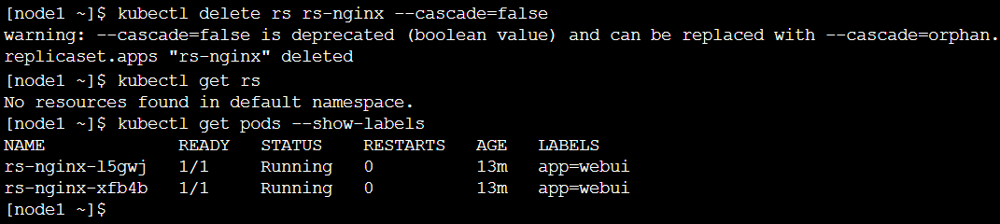 [node1 ~]$ kubectl delete rs rs-nginx --cascade=false
warning: --cascade=false is deprecated (boolean value) and can be replaced with --cascade=orphan.
replicaset.apps "rs-nginx" deleted
[node1 ~]$ kubectl get rs
No resources found in default namespace.
[node1 ~]$ kubectl get pods --show-labels
NAME READY STATUS RESTARTS AGE LABELS
rs-nginx-l5gwj 1/1 Running 0 13m app=webui
rs-nginx-xfb4b 1/1 Running 0 13m app=webui
[node1 ~]$